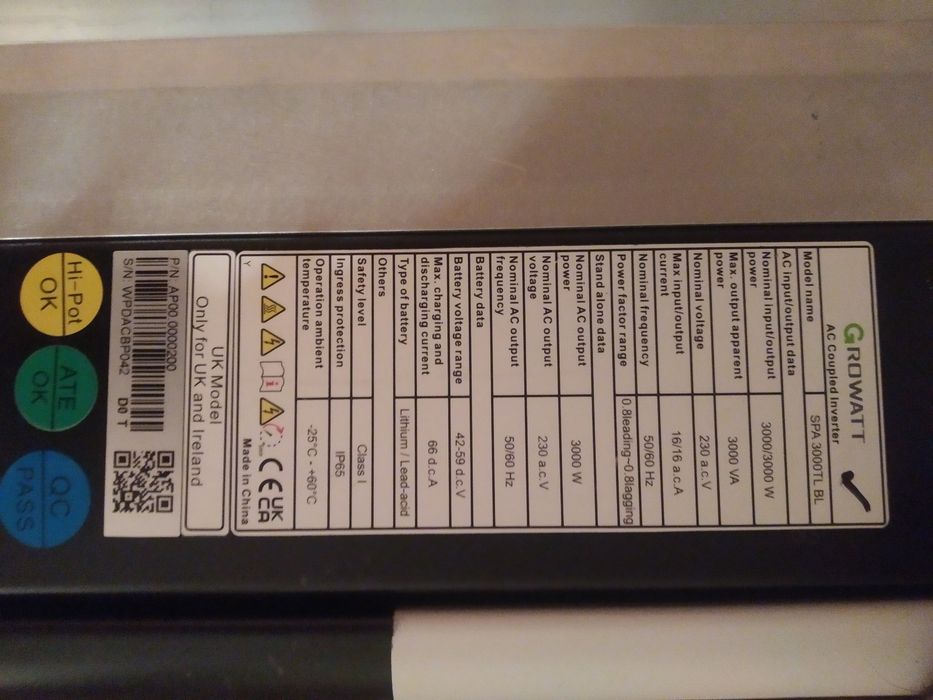 GROWATT
AC Coupled Inverter
Model name SPA 3000TL BL
AC input/output data
Nominal input/output power 3000/3000 W
Max. output apparent power 3000 VA
Nominal voltage 230 a.c.V
Max input/output current 16/16 a.c.A
Nominal frequency 50/60 Hz
Power factor range 0.8leading~0.8lagging
Stand alone data
Nominal AC output power 3000 W
Nominal AC output voltage 230 a.c.V
Nominal AC output frequency 50/60 Hz
Battery data
Battery voltage range 42-59 d.c.V
Max. charging and discharging current 66 d.c.A
Type of battery Lithium / Lead-acid
Others
Safety level Class I
Ingress protection IP65
Operation ambient temperature -25°C - +60°C
CE UK CA
Made in China
Y
UK Model
Only for UK and Ireland
P/N AP00 0000200
S/N: WPDACBP042 D0 T
Hi-Pot OK
ATE OK
QC PASS